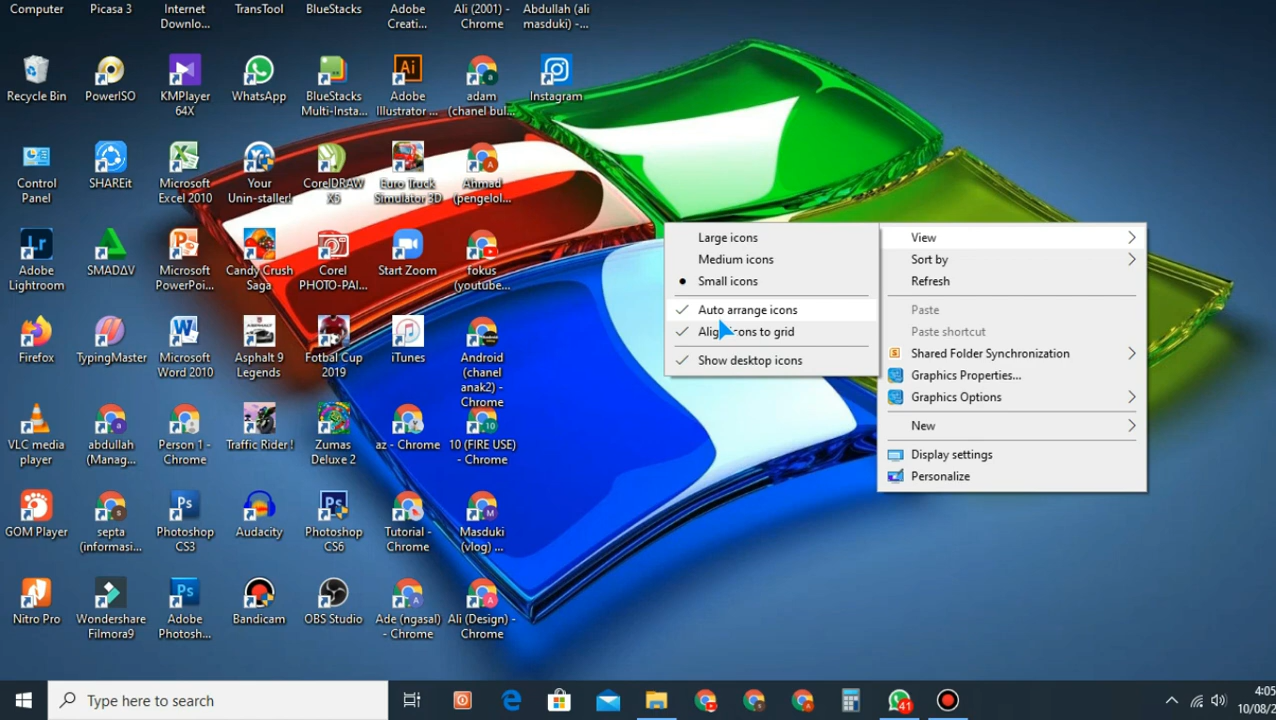 Computer
Picasa 3
Internet
Downlo...
TransTool
BlueStacks
Adobe
Creati...
Ali (2001) -
Chrome
Abdullah (ali
masduki) -...
Recycle Bin
PowerISO
KMPlayer
64X
WhatsApp
BlueStacks
Multi-Insta...
Adobe
Illustrator ...
adam
(chanel bul...
Instagram
Control
Panel
SHAREit
Microsoft
Excel 2010
Your
Unin-staller!
CorelDRAW
X5
Euro Truck
Simulator 3D
Ahmad
(pengelol...
Adobe
Lightroom
SMADΔV
Microsoft
PowerPoi...
Candy Crush
Saga
Corel
PHOTO-PAI...
Start Zoom
fokus
(youtube...
Firefox
TypingMaster
Microsoft
Word 2010
Asphalt 9
Legends
Fotbal Cup
2019
iTunes
Android
(chanel
anak2) -
Chrome
VLC media
player
abdullah
(Manag...
Person 1 -
Chrome
Traffic Rider !
Zumas
Deluxe 2
az - Chrome
10 (FIRE USE)
- Chrome
GOM Player
septa
(informasi...
Photoshop
CS3
Audacity
Photoshop
CS6
Tutorial -
Chrome
Masduki
(vlog) ...
Nitro Pro
Wondershare
Filmora9
Adobe
Photosh...
Bandicam
OBS Studio
Ade (ngasal)
- Chrome
Ali (Design) -
Chrome
Large icons
Medium icons
Small icons
Auto arrange icons
Align icons to grid
Show desktop icons
View
Sort by
Refresh
Paste
Paste shortcut
Shared Folder Synchronization
Graphics Properties...
Graphics Options
New
Display settings
Personalize
Type here to search
41
4:05
10/08/2